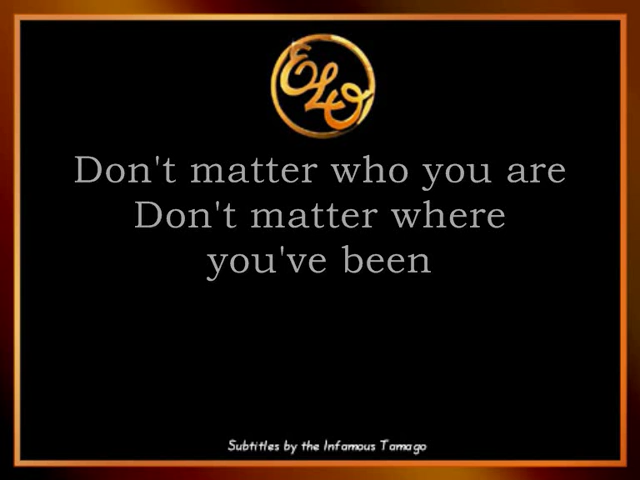 ELO
Don't matter who you are
Don't matter where
you've been
Subtitles by the Infamous Tamago